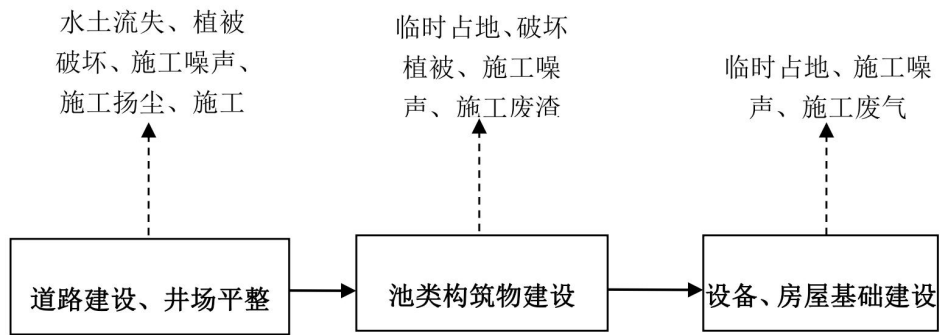 水土流失、植被
破坏、施工噪声、
施工扬尘、施工
临时占地、破坏
植被、施工噪
声、施工废渣
临时占地、施工噪
声、施工废气
道路建设、井场平整
池类构筑物建设
设备、房屋基础建设